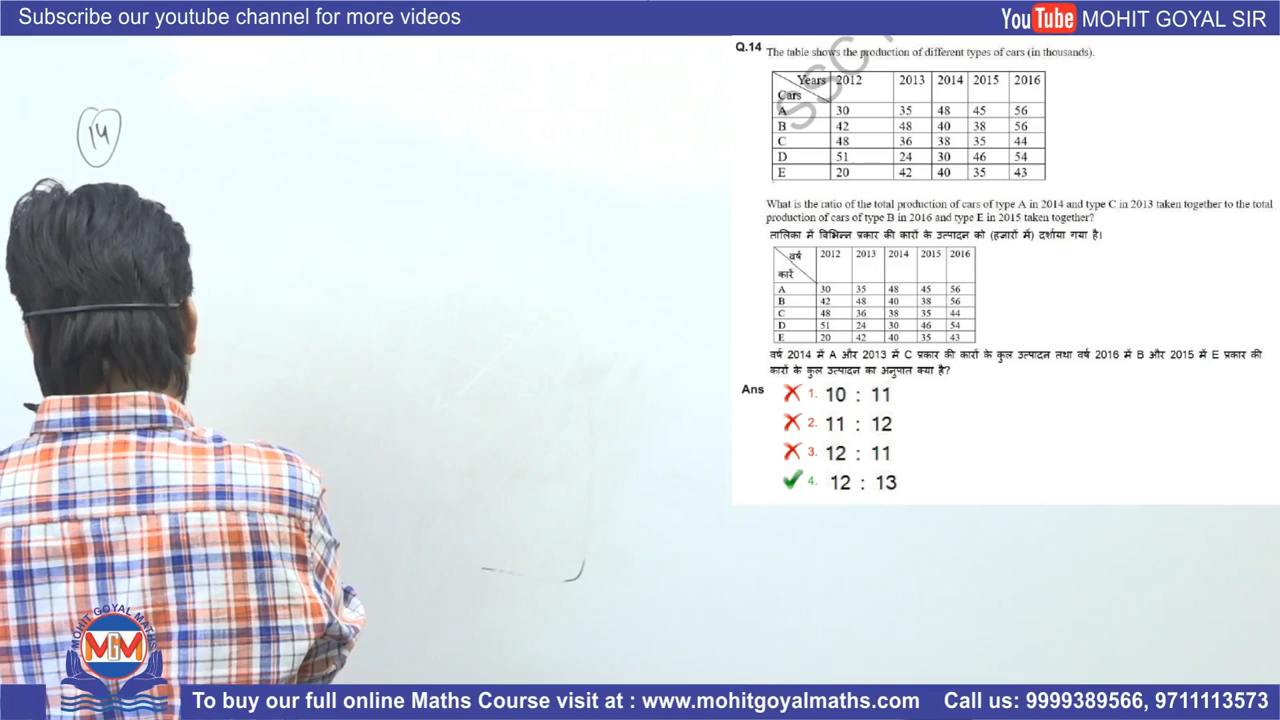 Subscribe our youtube channel for more videos
YouTube MOHIT GOYAL SIR
14
Q.14 The table shows the production of different types of cars (in thousands).
Years 2012 2013 2014 2015 2016
Cars
A 30 35 48 45 56
B 42 48 40 38 56
C 48 36 38 35 44
D 51 24 30 46 54
E 20 42 40 35 43
SSC
What is the ratio of the total production of cars of type A in 2014 and type C in 2013 taken together to the total
production of cars of type B in 2016 and type E in 2015 taken together?
तालिका में विभिन्न प्रकार की कारों के उत्पादन को (हजारों में) दर्शाया गया है।
वर्ष 2012 2013 2014 2015 2016
कारें
A 30 35 48 45 56
B 42 48 40 38 56
C 48 36 38 35 44
D 51 24 30 46 54
E 20 42 40 35 43
वर्ष 2014 में A और 2013 में C प्रकार की कारों के कुल उत्पादन तथा वर्ष 2016 में B और 2015 में E प्रकार की
कारों के कुल उत्पादन का अनुपात क्या है?
Ans 1. 10 : 11
2. 11 : 12
3. 12 : 11
4. 12 : 13
MOHIT GOYAL MATHS
MGM
To buy our full online Maths Course visit at : www.mohitgoyalmaths.com Call us: 9999389566, 9711113573